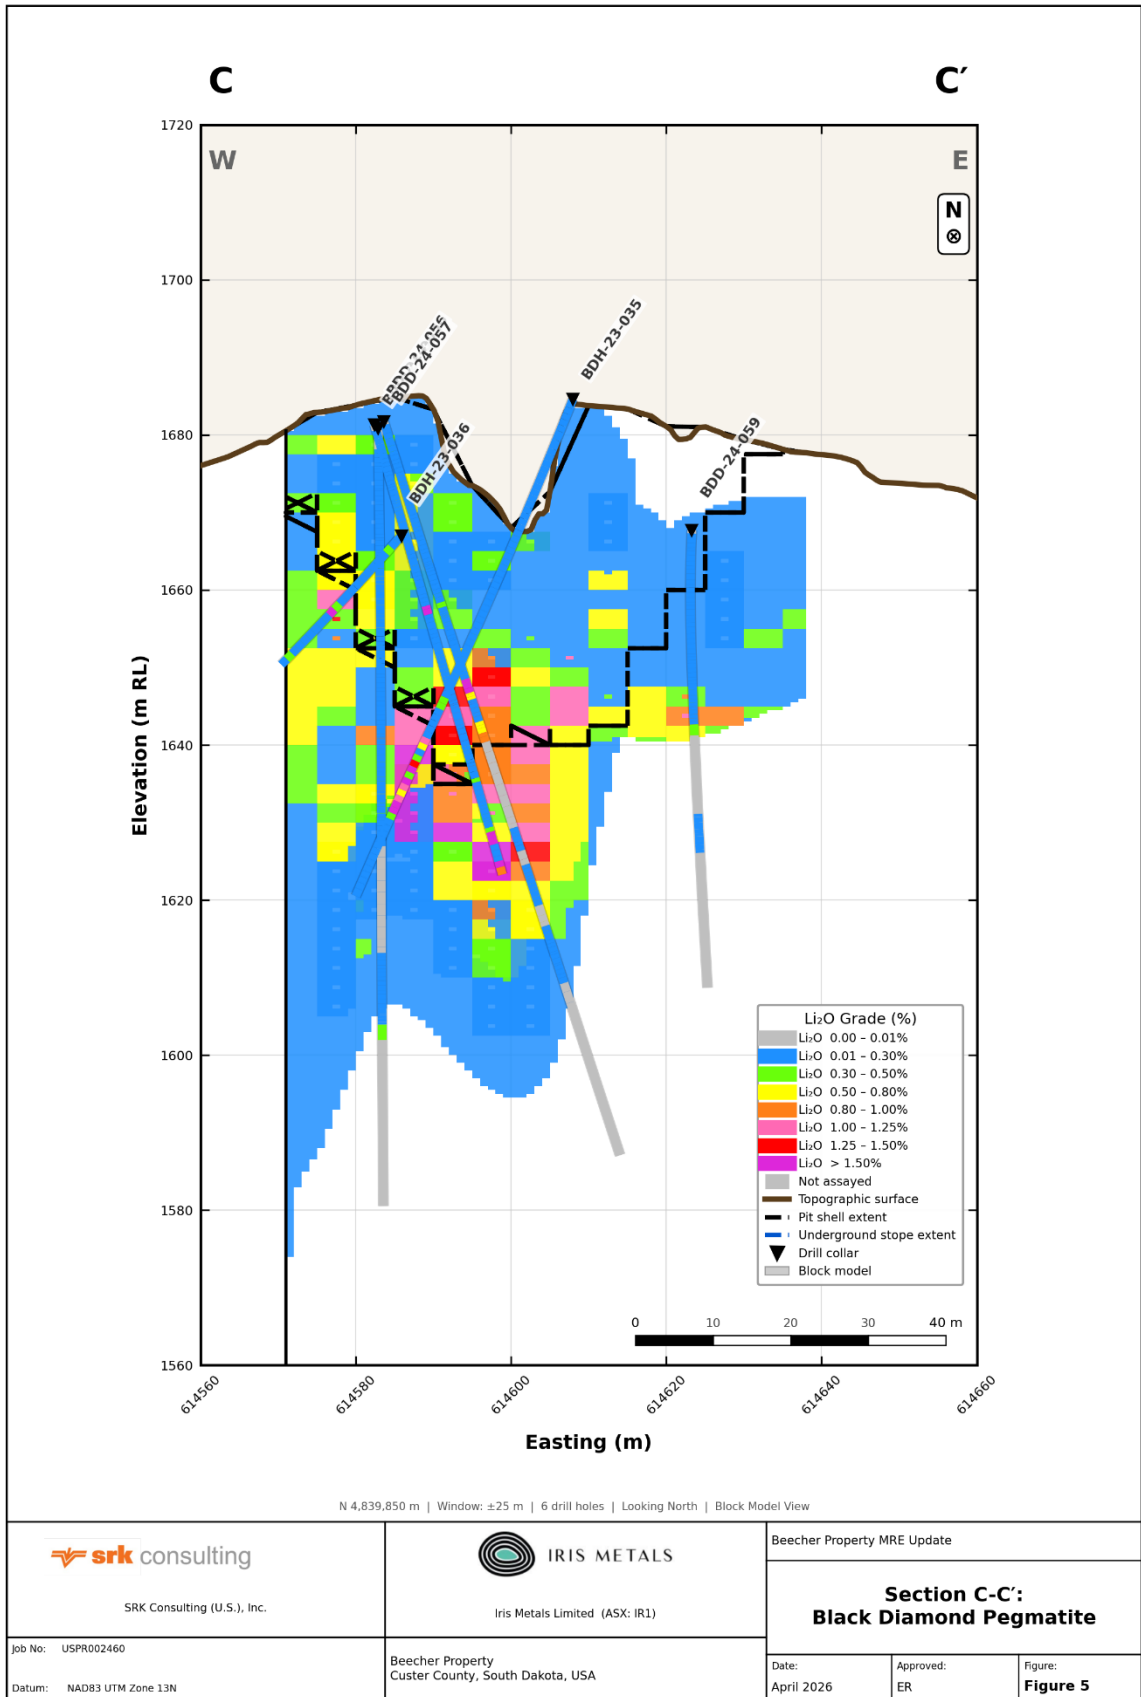 C
C′
W
E
N
⊗
1720
1700
1680
1660
1640
1620
1600
1580
1560
Elevation (m RL)
BDD-24-056
BDD-24-057
BDH-23-036
BDH-23-035
BDD-24-059
Li₂O Grade (%)
Li₂O 0.00 – 0.01%
Li₂O 0.01 – 0.30%
Li₂O 0.30 – 0.50%
Li₂O 0.50 – 0.80%
Li₂O 0.80 – 1.00%
Li₂O 1.00 – 1.25%
Li₂O 1.25 – 1.50%
Li₂O > 1.50%
Not assayed
Topographic surface
Pit shell extent
Underground stope extent
Drill collar
Block model
0 10 20 30 40 m
614560 614580 614600 614620 614640 614660
Easting (m)
N 4,839,850 m | Window: ±25 m | 6 drill holes | Looking North | Block Model View
srk consulting
SRK Consulting (U.S.), Inc.
Job No: USPR002460
Datum: NAD83 UTM Zone 13N
IRIS METALS
Iris Metals Limited (ASX: IR1)
Beecher Property
Custer County, South Dakota, USA
Beecher Property MRE Update
Section C-C′:
Black Diamond Pegmatite
Date:
April 2026
Approved:
ER
Figure:
Figure 5